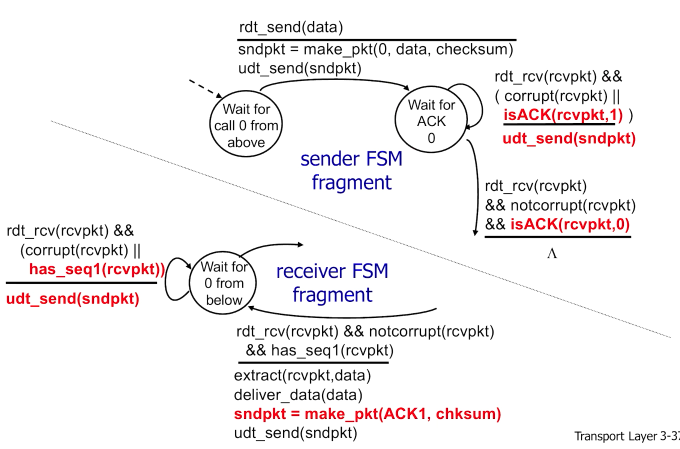 rdt_send(data)
sndpkt = make_pkt(0, data, checksum)
udt_send(sndpkt)
Wait for
call 0 from
above
Wait for
ACK
0
rdt_rcv(rcvpkt) &&
( corrupt(rcvpkt) ||
isACK(rcvpkt,1) )
udt_send(sndpkt)
sender FSM
fragment
rdt_rcv(rcvpkt)
&& notcorrupt(rcvpkt)
&& isACK(rcvpkt,0)
Λ
rdt_rcv(rcvpkt) &&
(corrupt(rcvpkt) ||
has_seq1(rcvpkt))
udt_send(sndpkt)
Wait for
0 from
below
receiver FSM
fragment
rdt_rcv(rcvpkt) && notcorrupt(rcvpkt)
&& has_seq1(rcvpkt)
extract(rcvpkt,data)
deliver_data(data)
sndpkt = make_pkt(ACK1, chksum)
udt_send(sndpkt)
Transport Layer 3-37